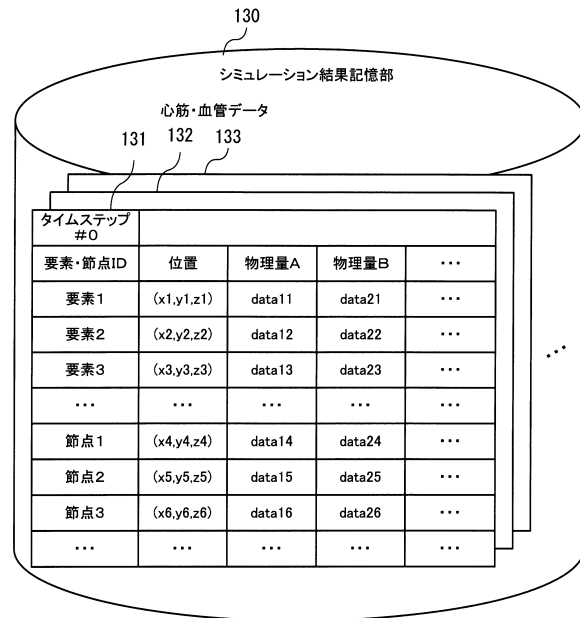 130
シミュレーション結果記憶部
心筋・血管データ
131
132
133
タイムステップ
#0
要素・節点ID 位置 物理量A 物理量B ・・・
要素1 (x1,y1,z1) data11 data21 ・・・
要素2 (x2,y2,z2) data12 data22 ・・・
要素3 (x3,y3,z3) data13 data23 ・・・
・・・ ・・・ ・・・ ・・・ ・・・
節点1 (x4,y4,z4) data14 data24 ・・・
節点2 (x5,y5,z5) data15 data25 ・・・
節点3 (x6,y6,z6) data16 data26 ・・・
・・・ ・・・ ・・・ ・・・ ・・・
・・・